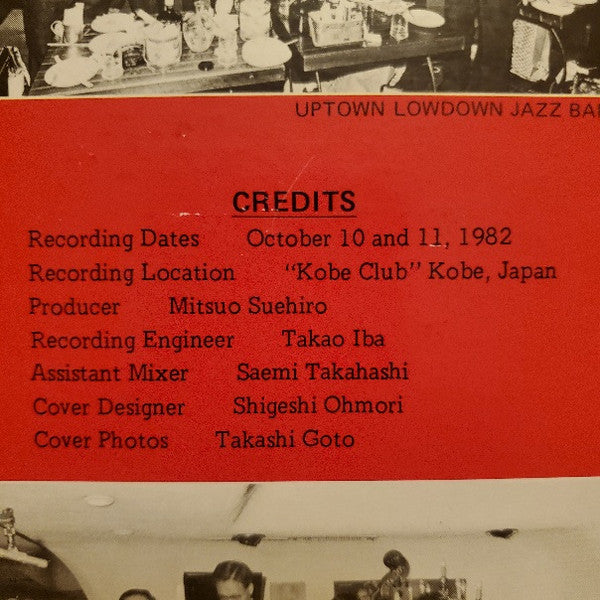 UPTOWN LOWDOWN JAZZ
CREDITS
Recording Dates October 10 and 11, 1982
Recording Location "Kobe Club" Kobe, Japan
Producer Mitsuo Suehiro
Recording Engineer Takao Iba
Assistant Mixer Saemi Takahashi
Cover Designer Shigeshi Ohmori
Cover Photos Takashi Goto